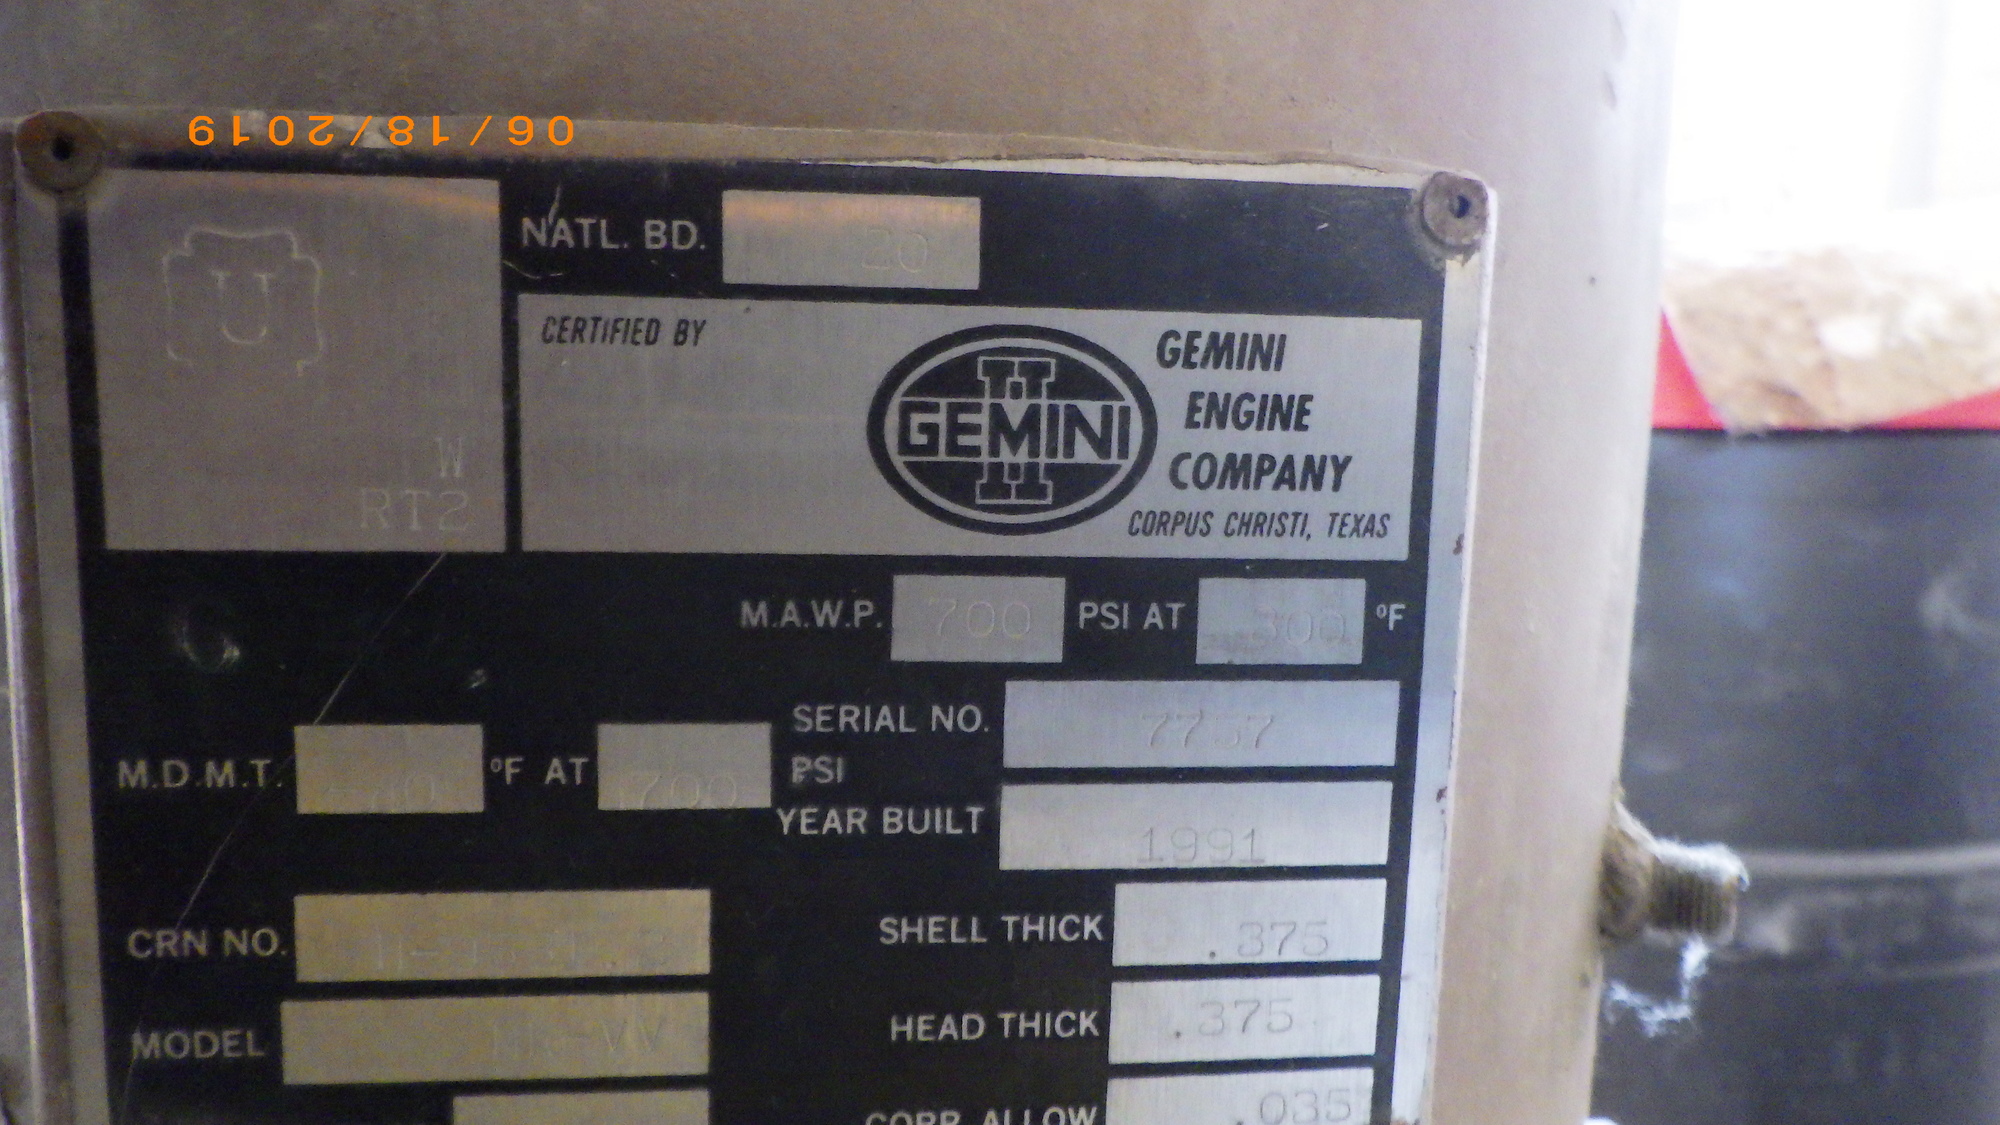 06/18/2019
U
W
RT2
NATL. BD. 20
CERTIFIED BY
GEMINI
GEMINI
ENGINE
COMPANY
CORPUS CHRISTI, TEXAS
M.A.W.P. 700 PSI AT 300 °F
SERIAL NO.
M.D.M.T. °F AT 700 PSI
YEAR BUILT 1991
CRN NO.
SHELL THICK .375
MODEL
HEAD THICK .375
CORR. ALLOW .035